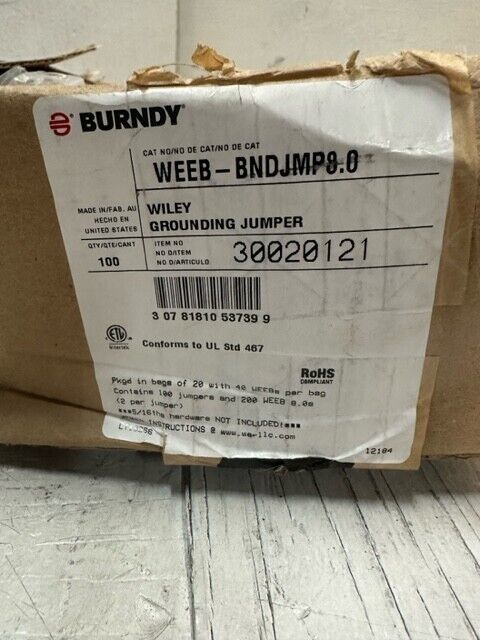 BURNDY®
CAT NO/NO DE CAT/NO DE CAT
WEEB-BNDJMP8.0
MADE IN/FAB. AU
HECHO EN
UNITED STATES
WILEY
GROUNDING JUMPER
QTY/QTE/CANT
100
ITEM NO
NO D/ITEM
NO D/ARTICULO
30020121
3 07 81810 53739 9
ETL
Intertek
Conforms to UL Std 467
RoHS
COMPLIANT
Pkgd in bags of 20 with 40 WEEBs per bag
Contains 100 jumpers and 200 WEEB 8.0s
(2 per jumper)
***5/16ths hardware NOT INCLUDED!***
INSTRUCTIONS @ www.we-llc.com
12184